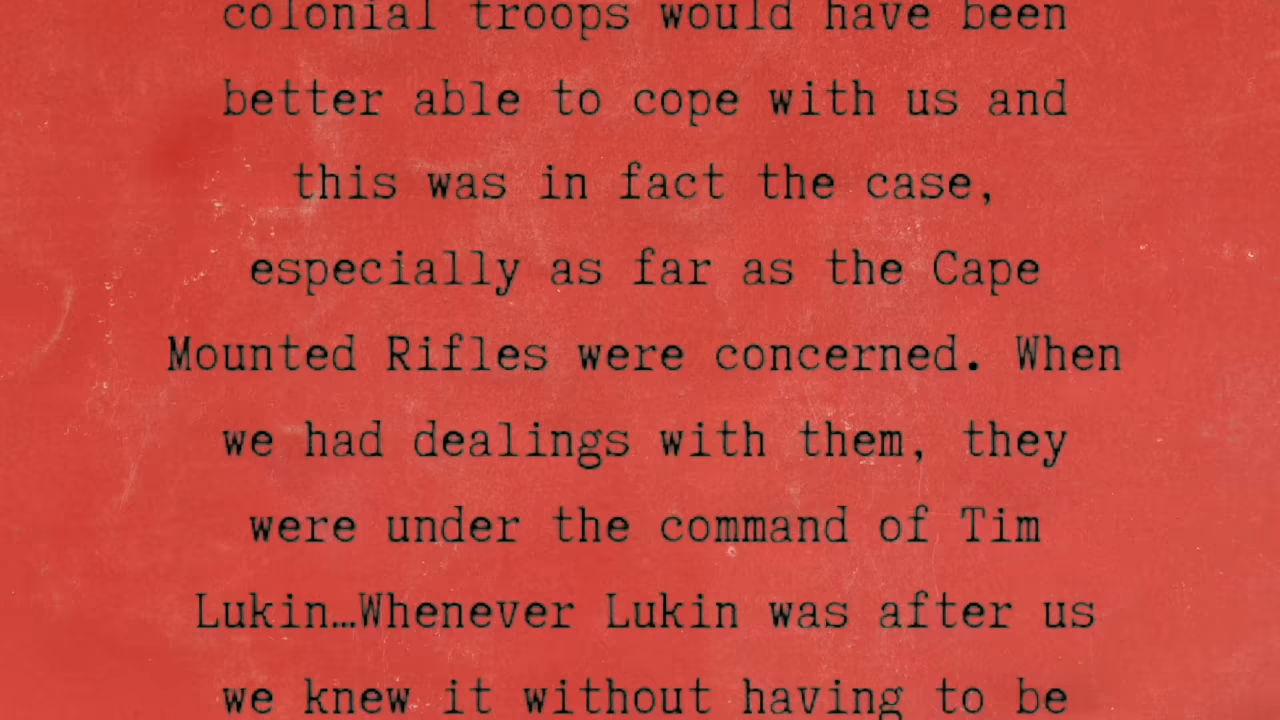 colonial troops would have been
better able to cope with us and
this was in fact the case,
especially as far as the Cape
Mounted Rifles were concerned. When
we had dealings with them, they
were under the command of Tim
Lukin…Whenever Lukin was after us
we knew it without having to be